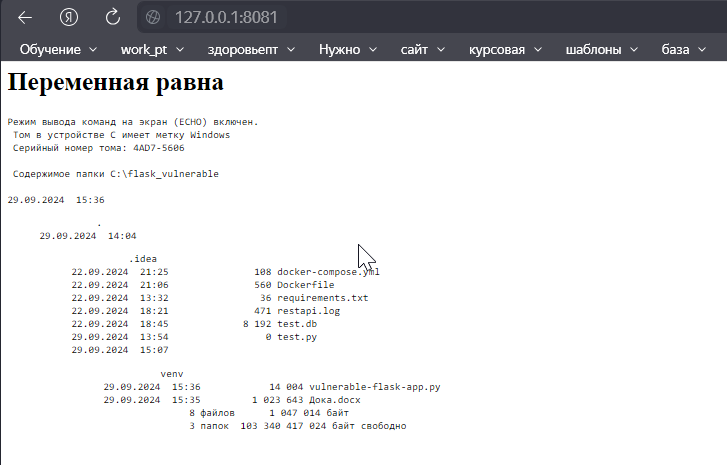 127.0.0.1:8081
Обучение work_pt здоровьепт Нужно сайт курсовая шаблоны база
Переменная равна
Режим вывода команд на экран (ECHO) включен.
Том в устройстве C имеет метку Windows
Серийный номер тома: 4AD7-5606
Содержимое папки C:\flask_vulnerable
29.09.2024 15:36
.
29.09.2024 14:04
.idea
22.09.2024 21:25 108 docker-compose.yml
22.09.2024 21:06 560 Dockerfile
22.09.2024 13:32 36 requirements.txt
22.09.2024 18:21 471 restapi.log
22.09.2024 18:45 8 192 test.db
29.09.2024 13:54 0 test.py
29.09.2024 15:07
venv
29.09.2024 15:36 14 004 vulnerable-flask-app.py
29.09.2024 15:35 1 023 643 Дока.docx
8 файлов 1 047 014 байт
3 папок 103 340 417 024 байт свободно